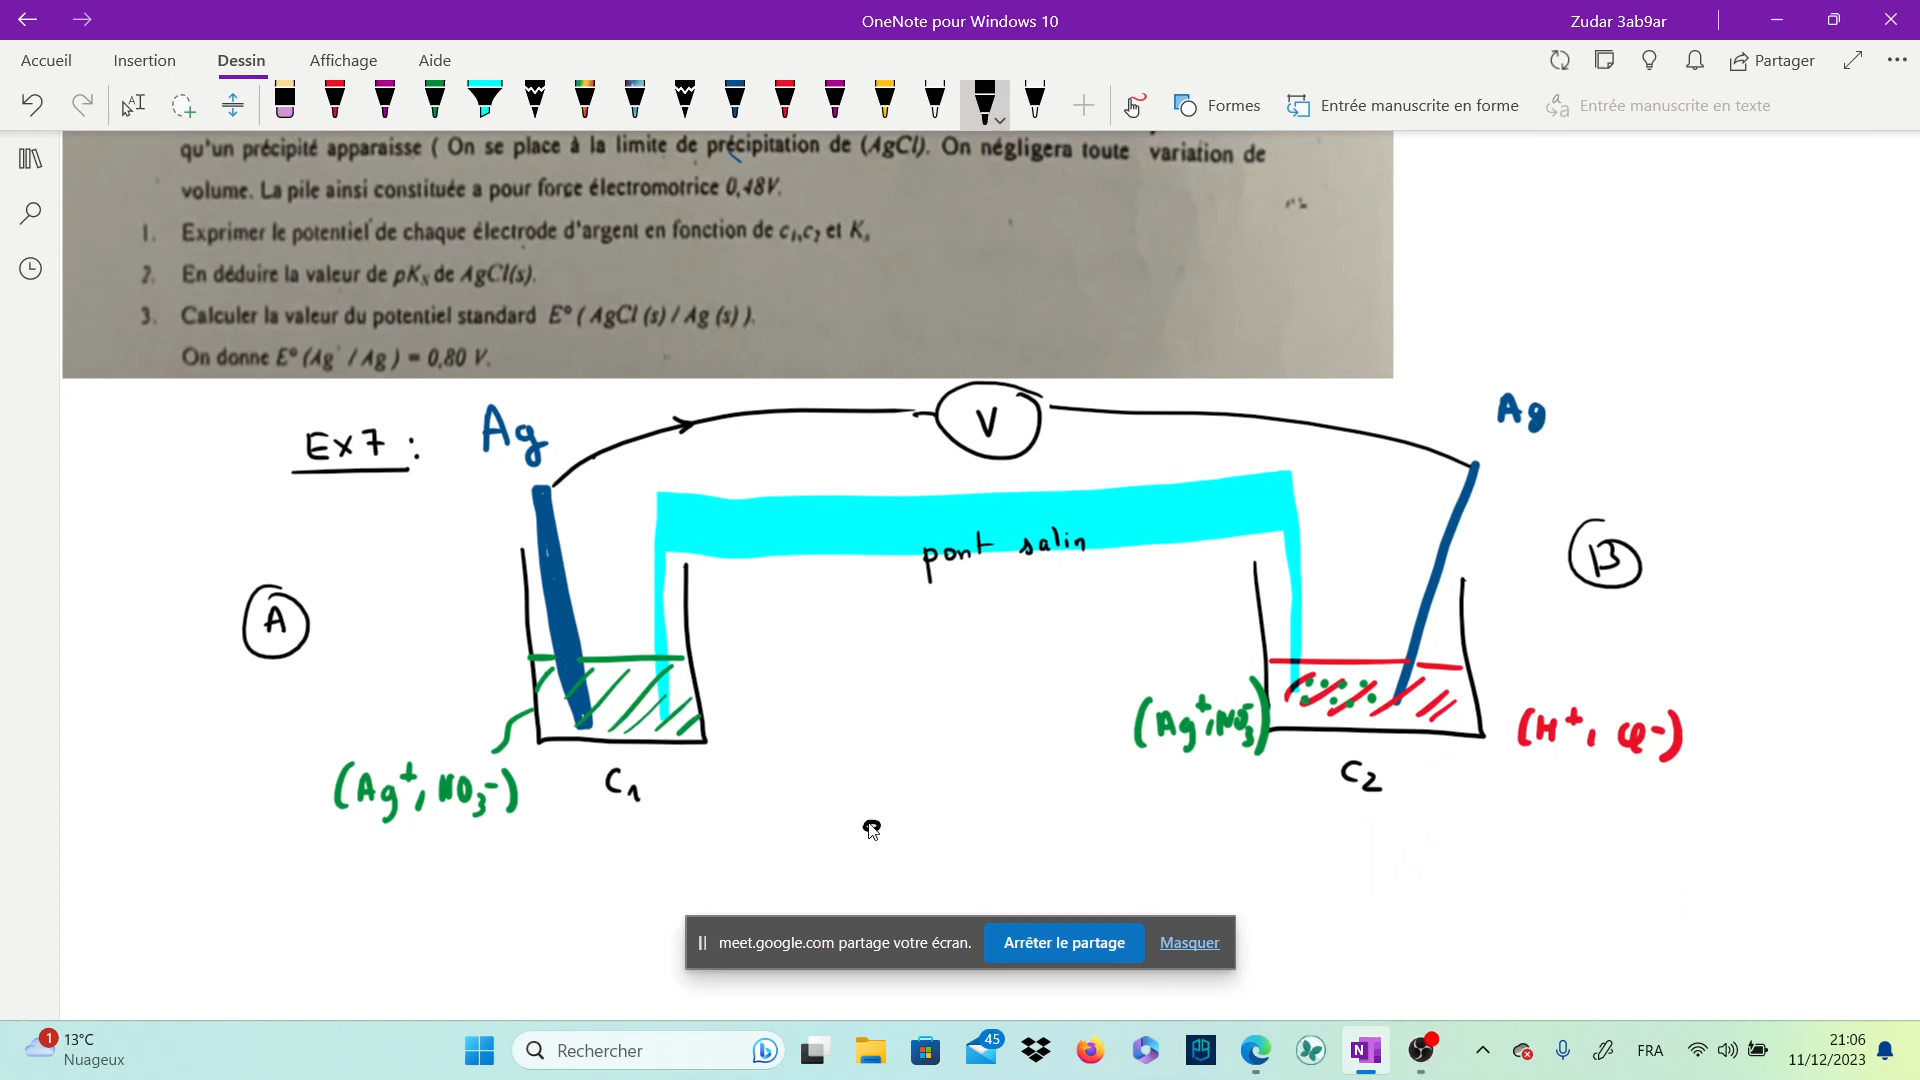 OneNote pour Windows 10
Zudar 3ab9ar
Accueil Insertion Dessin Affichage Aide
Partager
Formes
Entrée manuscrite en forme
Entrée manuscrite en texte
qu'un précipité apparaisse ( On se place à la limite de précipitation de (AgCl). On négligera toute variation de
volume. La pile ainsi constituée a pour force électromotrice 0,48V.
1. Exprimer le potentiel de chaque électrode d'argent en fonction de c₁,c₂ et Kₛ
2. En déduire la valeur de pKₛ de AgCl(s).
3. Calculer la valeur du potentiel standard E° ( AgCl (s) / Ag (s) ).
On donne E° (Ag⁺ / Ag ) = 0,80 V.
Ex7 :
Ag
V
Ag
pont salin
A
B
(Ag⁺, NO₃⁻)
C₁
(Ag⁺, NO₃⁻)
C₂
(H⁺, Cl⁻)
meet.google.com partage votre écran.
Arrêter le partage
Masquer
1
13°C
Nuageux
Rechercher
45
FRA
21:06
11/12/2023